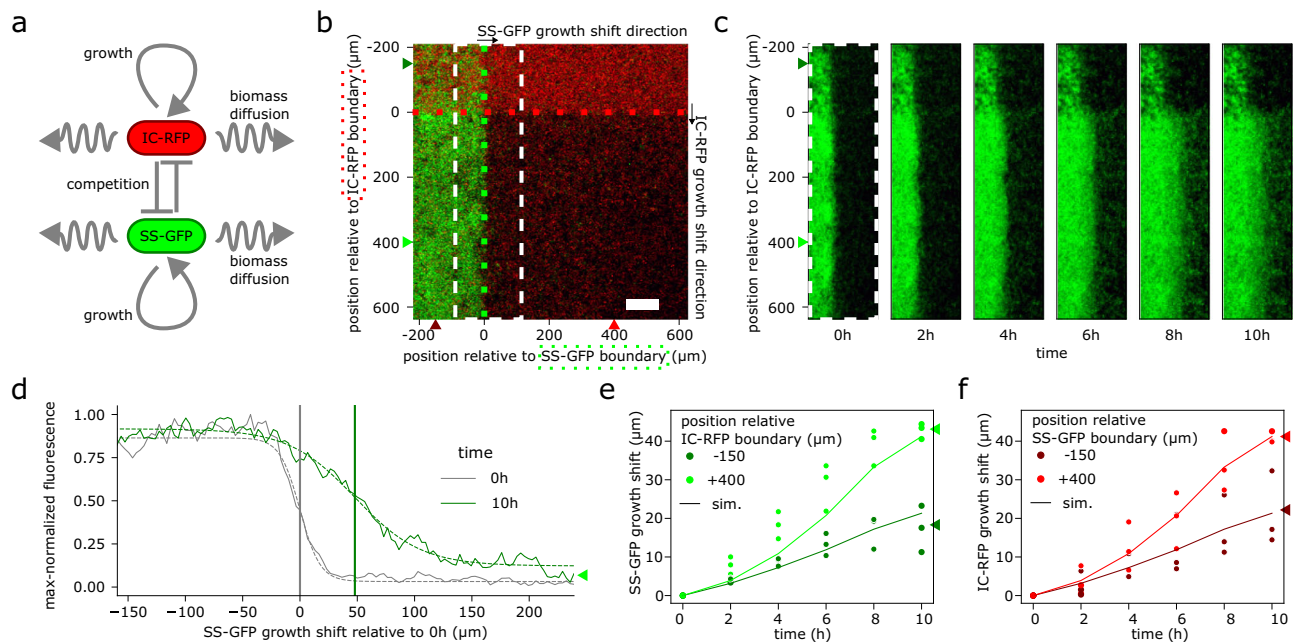 a
growth
biomass
diffusion
IC-RFP
competition
SS-GFP
biomass
diffusion
growth
b
SS-GFP growth shift direction
position relative to IC-RFP boundary (µm)
-200
0
200
400
600
IC-RFP growth shift direction
-200
0
200
400
600
position relative to SS-GFP boundary (µm)
c
position relative to IC-RFP boundary (µm)
-200
0
200
400
600
0h
2h
4h
6h
8h
10h
time
d
max-normalized fluorescence
1.00
0.75
0.50
0.25
0.00
time
0h
10h
−150
−100
−50
0
50
100
150
200
SS-GFP growth shift relative to 0h (µm)
e
SS-GFP growth shift (µm)
40
30
20
10
0
position relative
IC-RFP boundary (µm)
-150
+400
sim.
0
2
4
6
8
10
time (h)
f
IC-RFP growth shift (µm)
40
30
20
10
0
position relative
SS-GFP boundary (µm)
-150
+400
sim.
0
2
4
6
8
10
time (h)